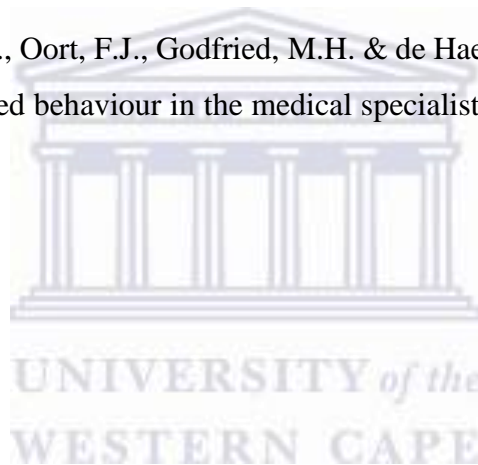 ., Oort, F.J., Godfried, M.H. & de Hae
ed behaviour in the medical specialist
UNIVERSITY of the
WESTERN CAPE